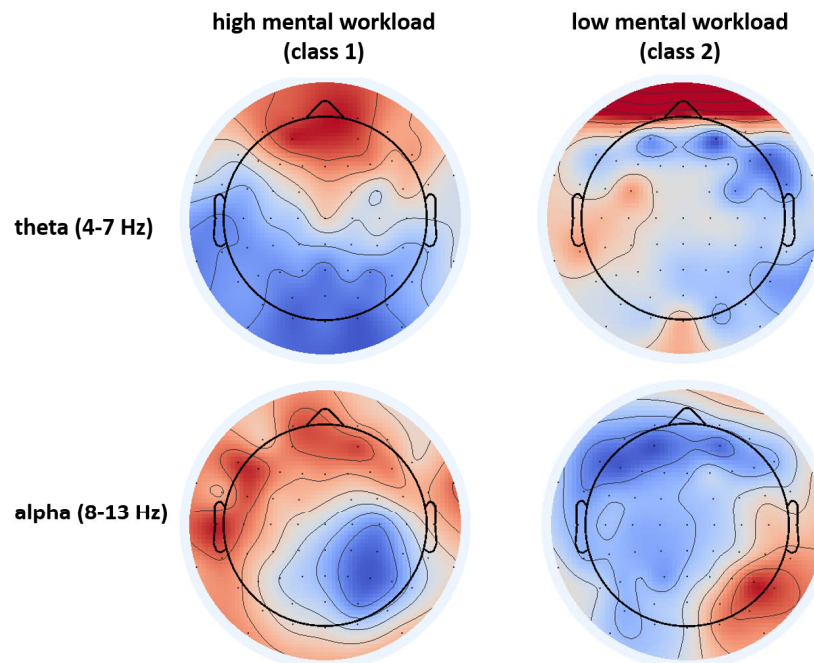 high mental workload
(class 1)
low mental workload
(class 2)
theta (4-7 Hz)
alpha (8-13 Hz)